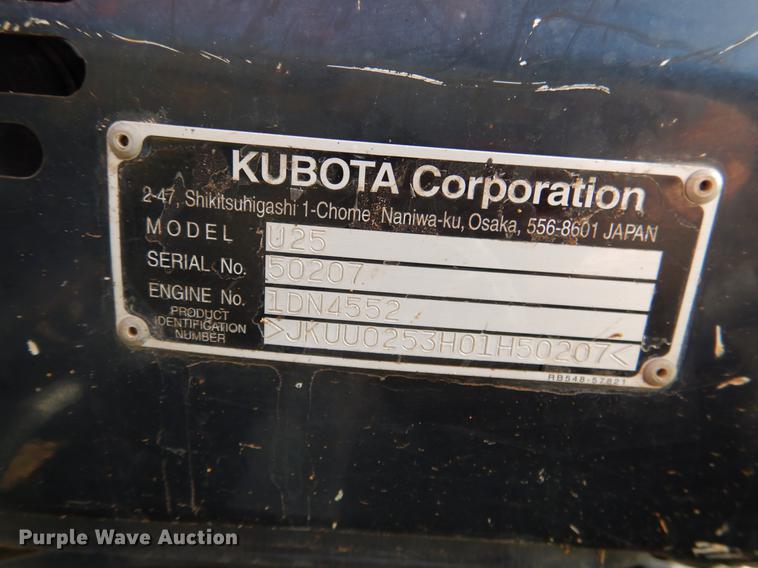 KUBOTA Corporation
2-47, Shikitsuhigashi 1-Chome, Naniwa-ku, Osaka, 556-8601 JAPAN
MODEL U25
SERIAL No. 50207
ENGINE No. 1DN4552
PRODUCT IDENTIFICATION NUMBER >JKUU0253H01H50207<
RB548-57821
Purple Wave Auction